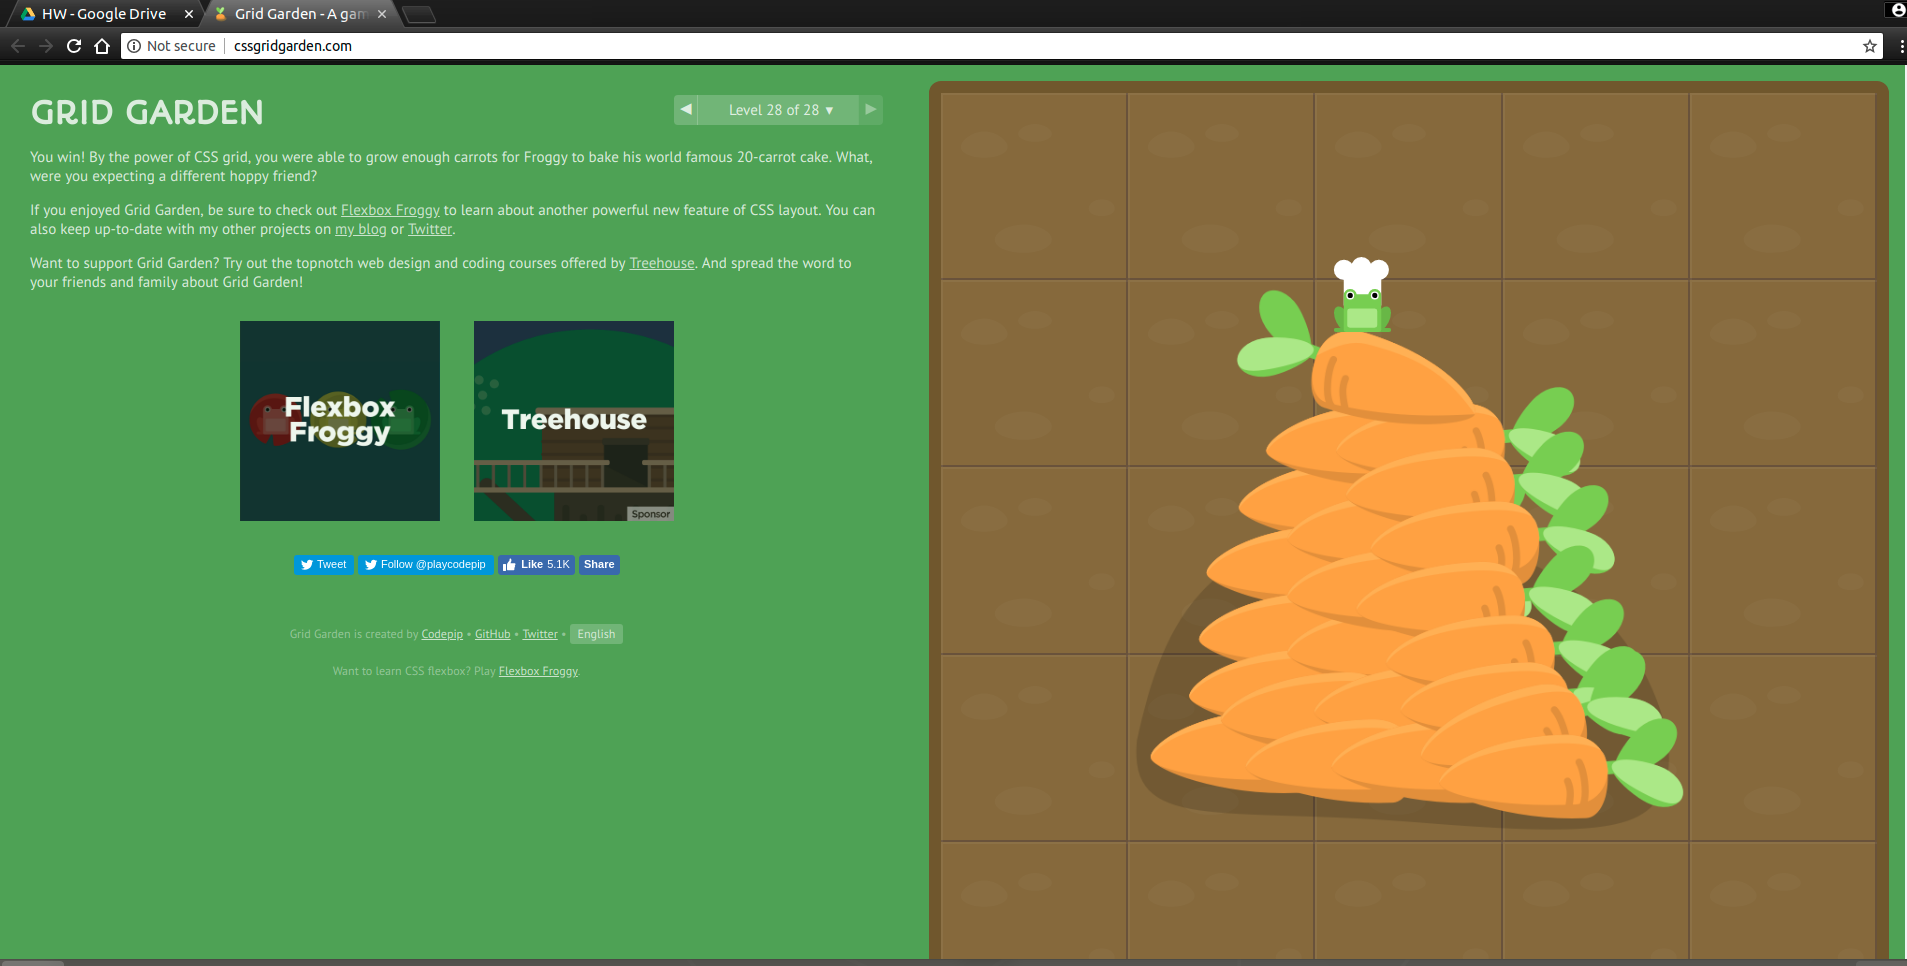 HW - Google Drive
Grid Garden - A gam
Not secure
cssgridgarden.com
GRID GARDEN
Level 28 of 28 ▼
You win! By the power of CSS grid, you were able to grow enough carrots for Froggy to bake his world famous 20-carrot cake. What,
were you expecting a different hoppy friend?
If you enjoyed Grid Garden, be sure to check out Flexbox Froggy to learn about another powerful new feature of CSS layout. You can
also keep up-to-date with my other projects on my blog or Twitter.
Want to support Grid Garden? Try out the topnotch web design and coding courses offered by Treehouse. And spread the word to
your friends and family about Grid Garden!
Flexbox
Froggy
Treehouse
Sponsor
Tweet
Follow @playcodepip
Like 5.1K
Share
Grid Garden is created by Codepip • GitHub • Twitter • English
Want to learn CSS flexbox? Play Flexbox Froggy.